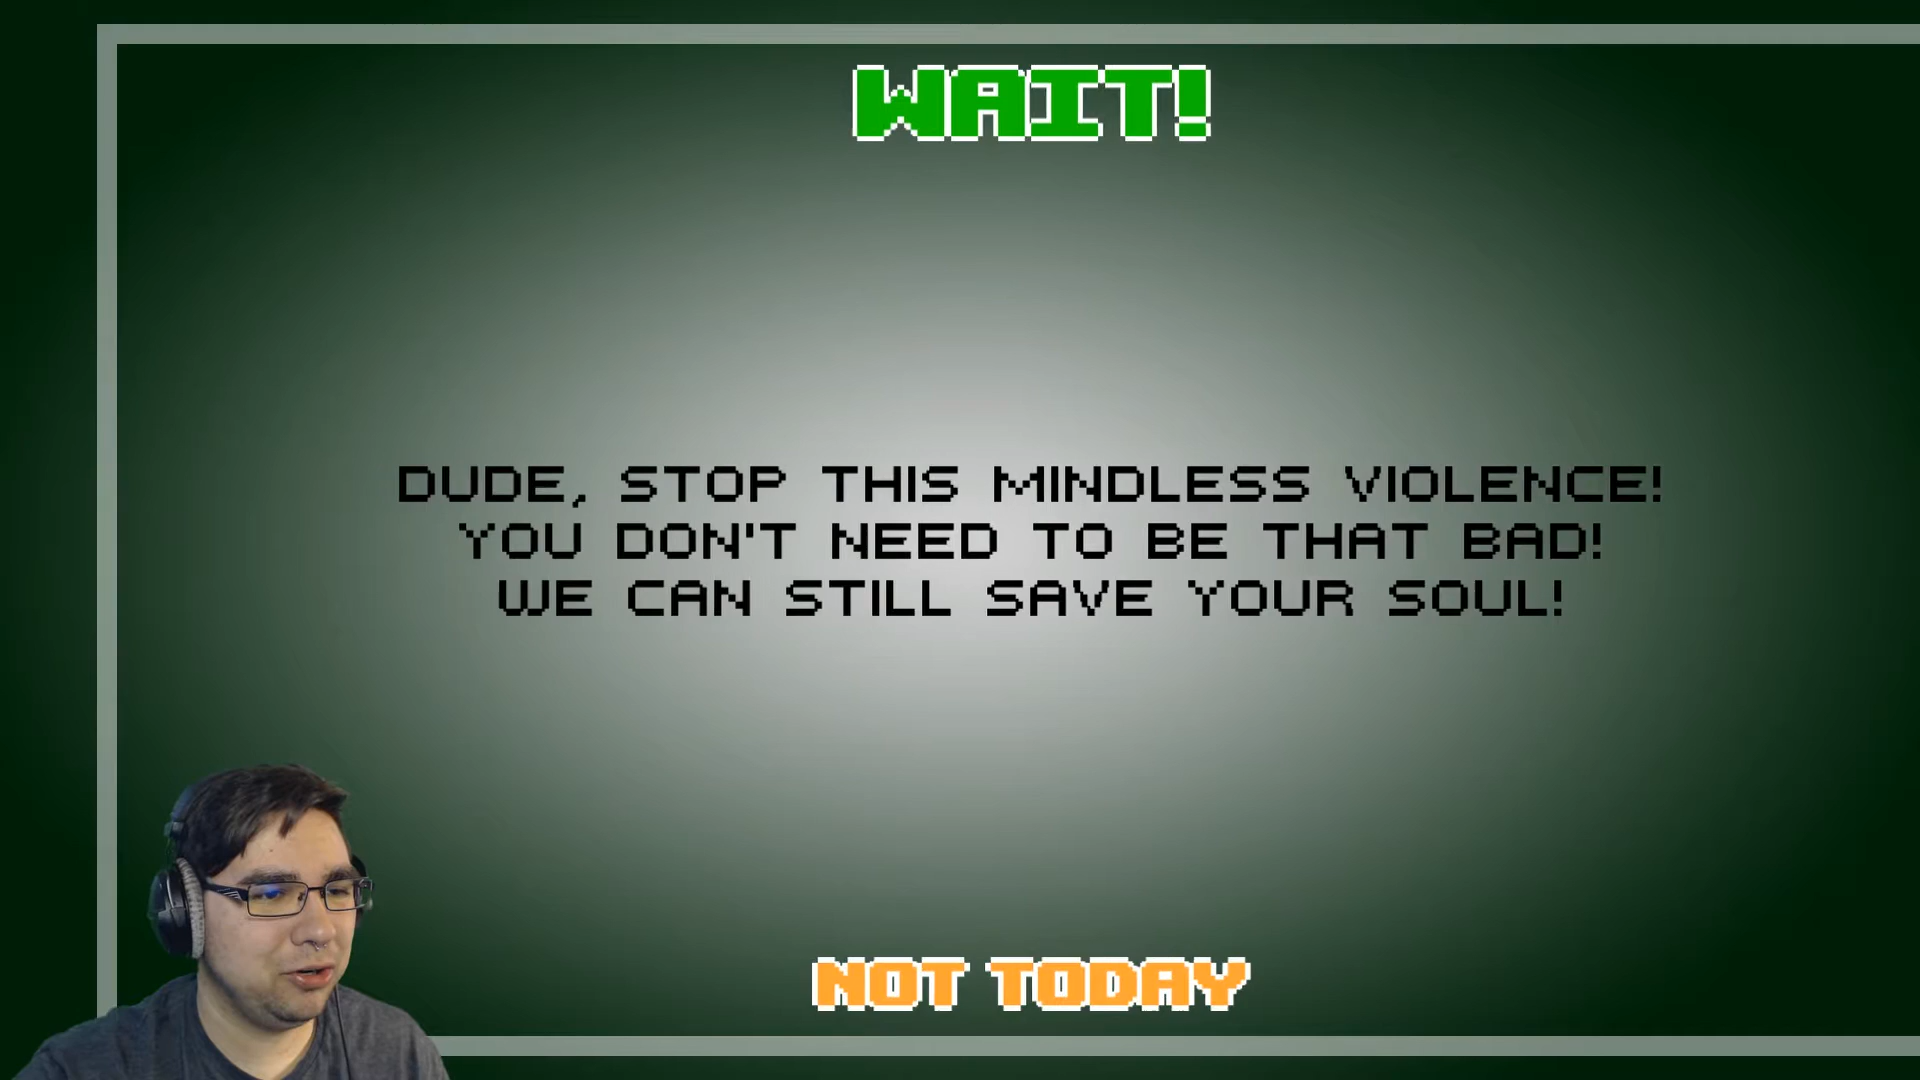 WAIT!
DUDE, STOP THIS MINDLESS VIOLENCE!
YOU DON'T NEED TO BE THAT BAD!
WE CAN STILL SAVE YOUR SOUL!
NOT TODAY